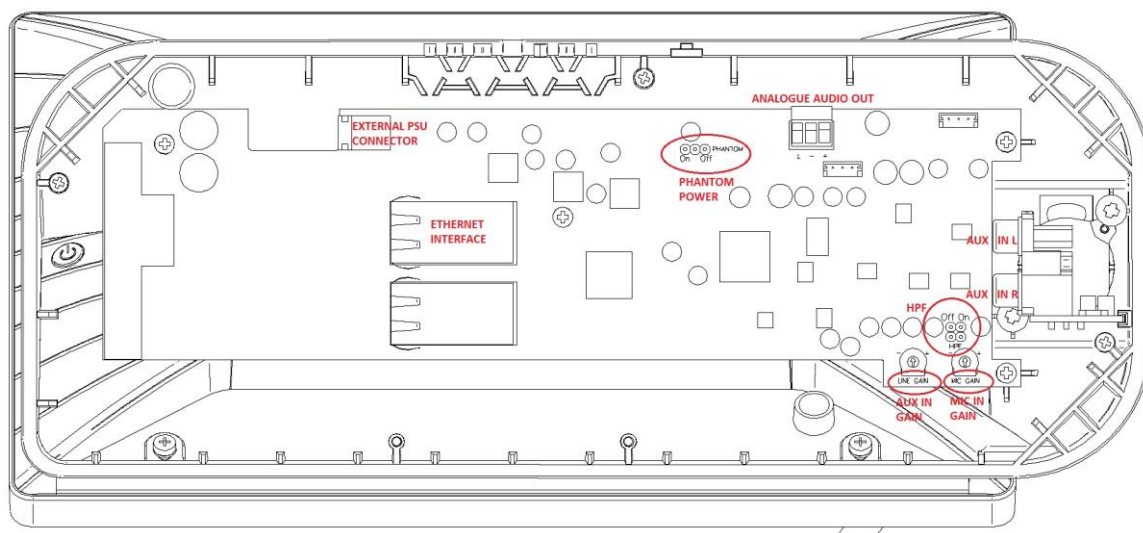 ANALOGUE AUDIO OUT
EXTERNAL PSU
CONNECTOR
PHANTOM
On Off
L - +
PHANTOM
POWER
ETHERNET
INTERFACE
AUX IN L
AUX IN R
HPF
Off On
HPF
- + - +
LINE GAIN
MIC GAIN
AUX IN
GAIN
MIC IN
GAIN